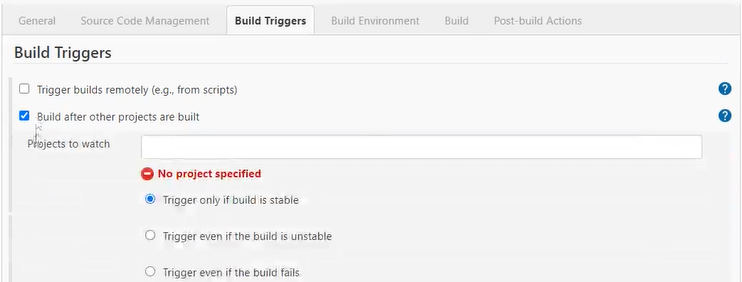 General Source Code Management Build Triggers Build Environment Build Post-build Actions
Build Triggers
Trigger builds remotely (e.g., from scripts) ?
Build after other projects are built ?
Projects to watch
No project specified
Trigger only if build is stable
Trigger even if the build is unstable
Trigger even if the build fails